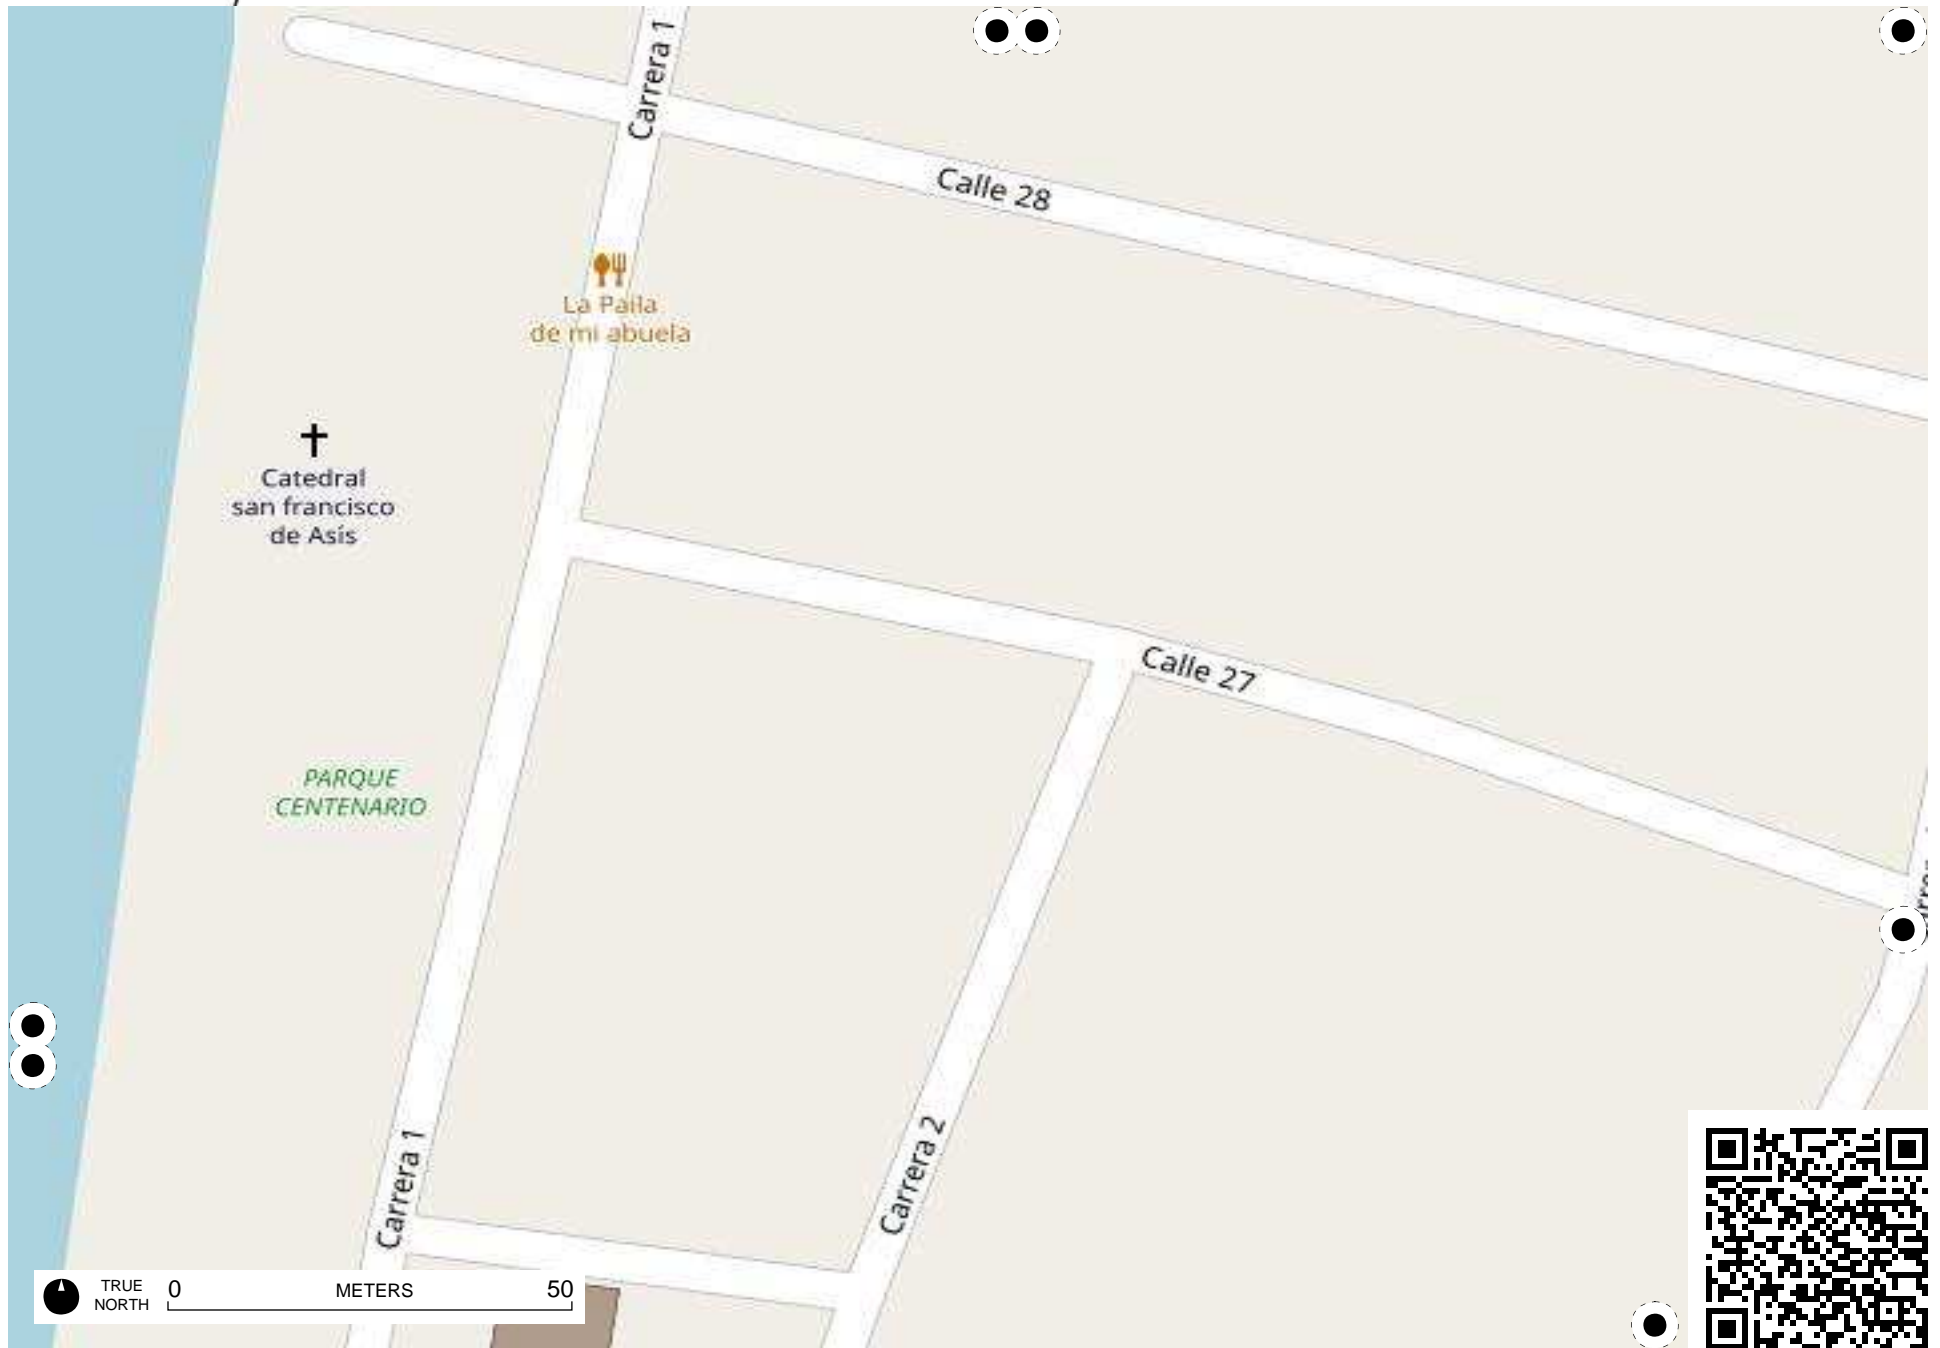 Carrera 1
Calle 28
La Paila
de mi abuela
Catedral
san francisco
de Asís
Calle 27
PARQUE
CENTENARIO
Carrera 1
Carrera 2
TRUE
NORTH
0
METERS
50